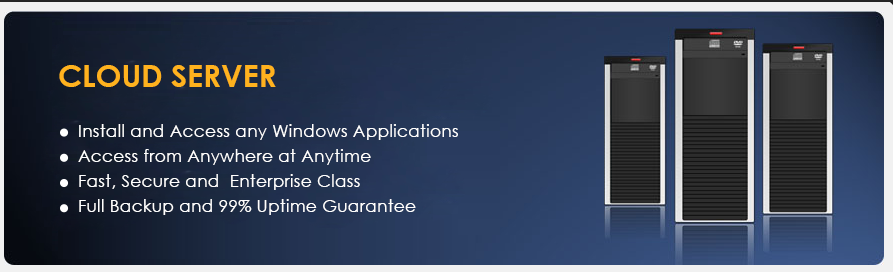 CLOUD SERVER
Install and Access any Windows Applications
Access from Anywhere at Anytime
Fast, Secure and  Enterprise Class
Full Backup and 99% Uptime Guarantee